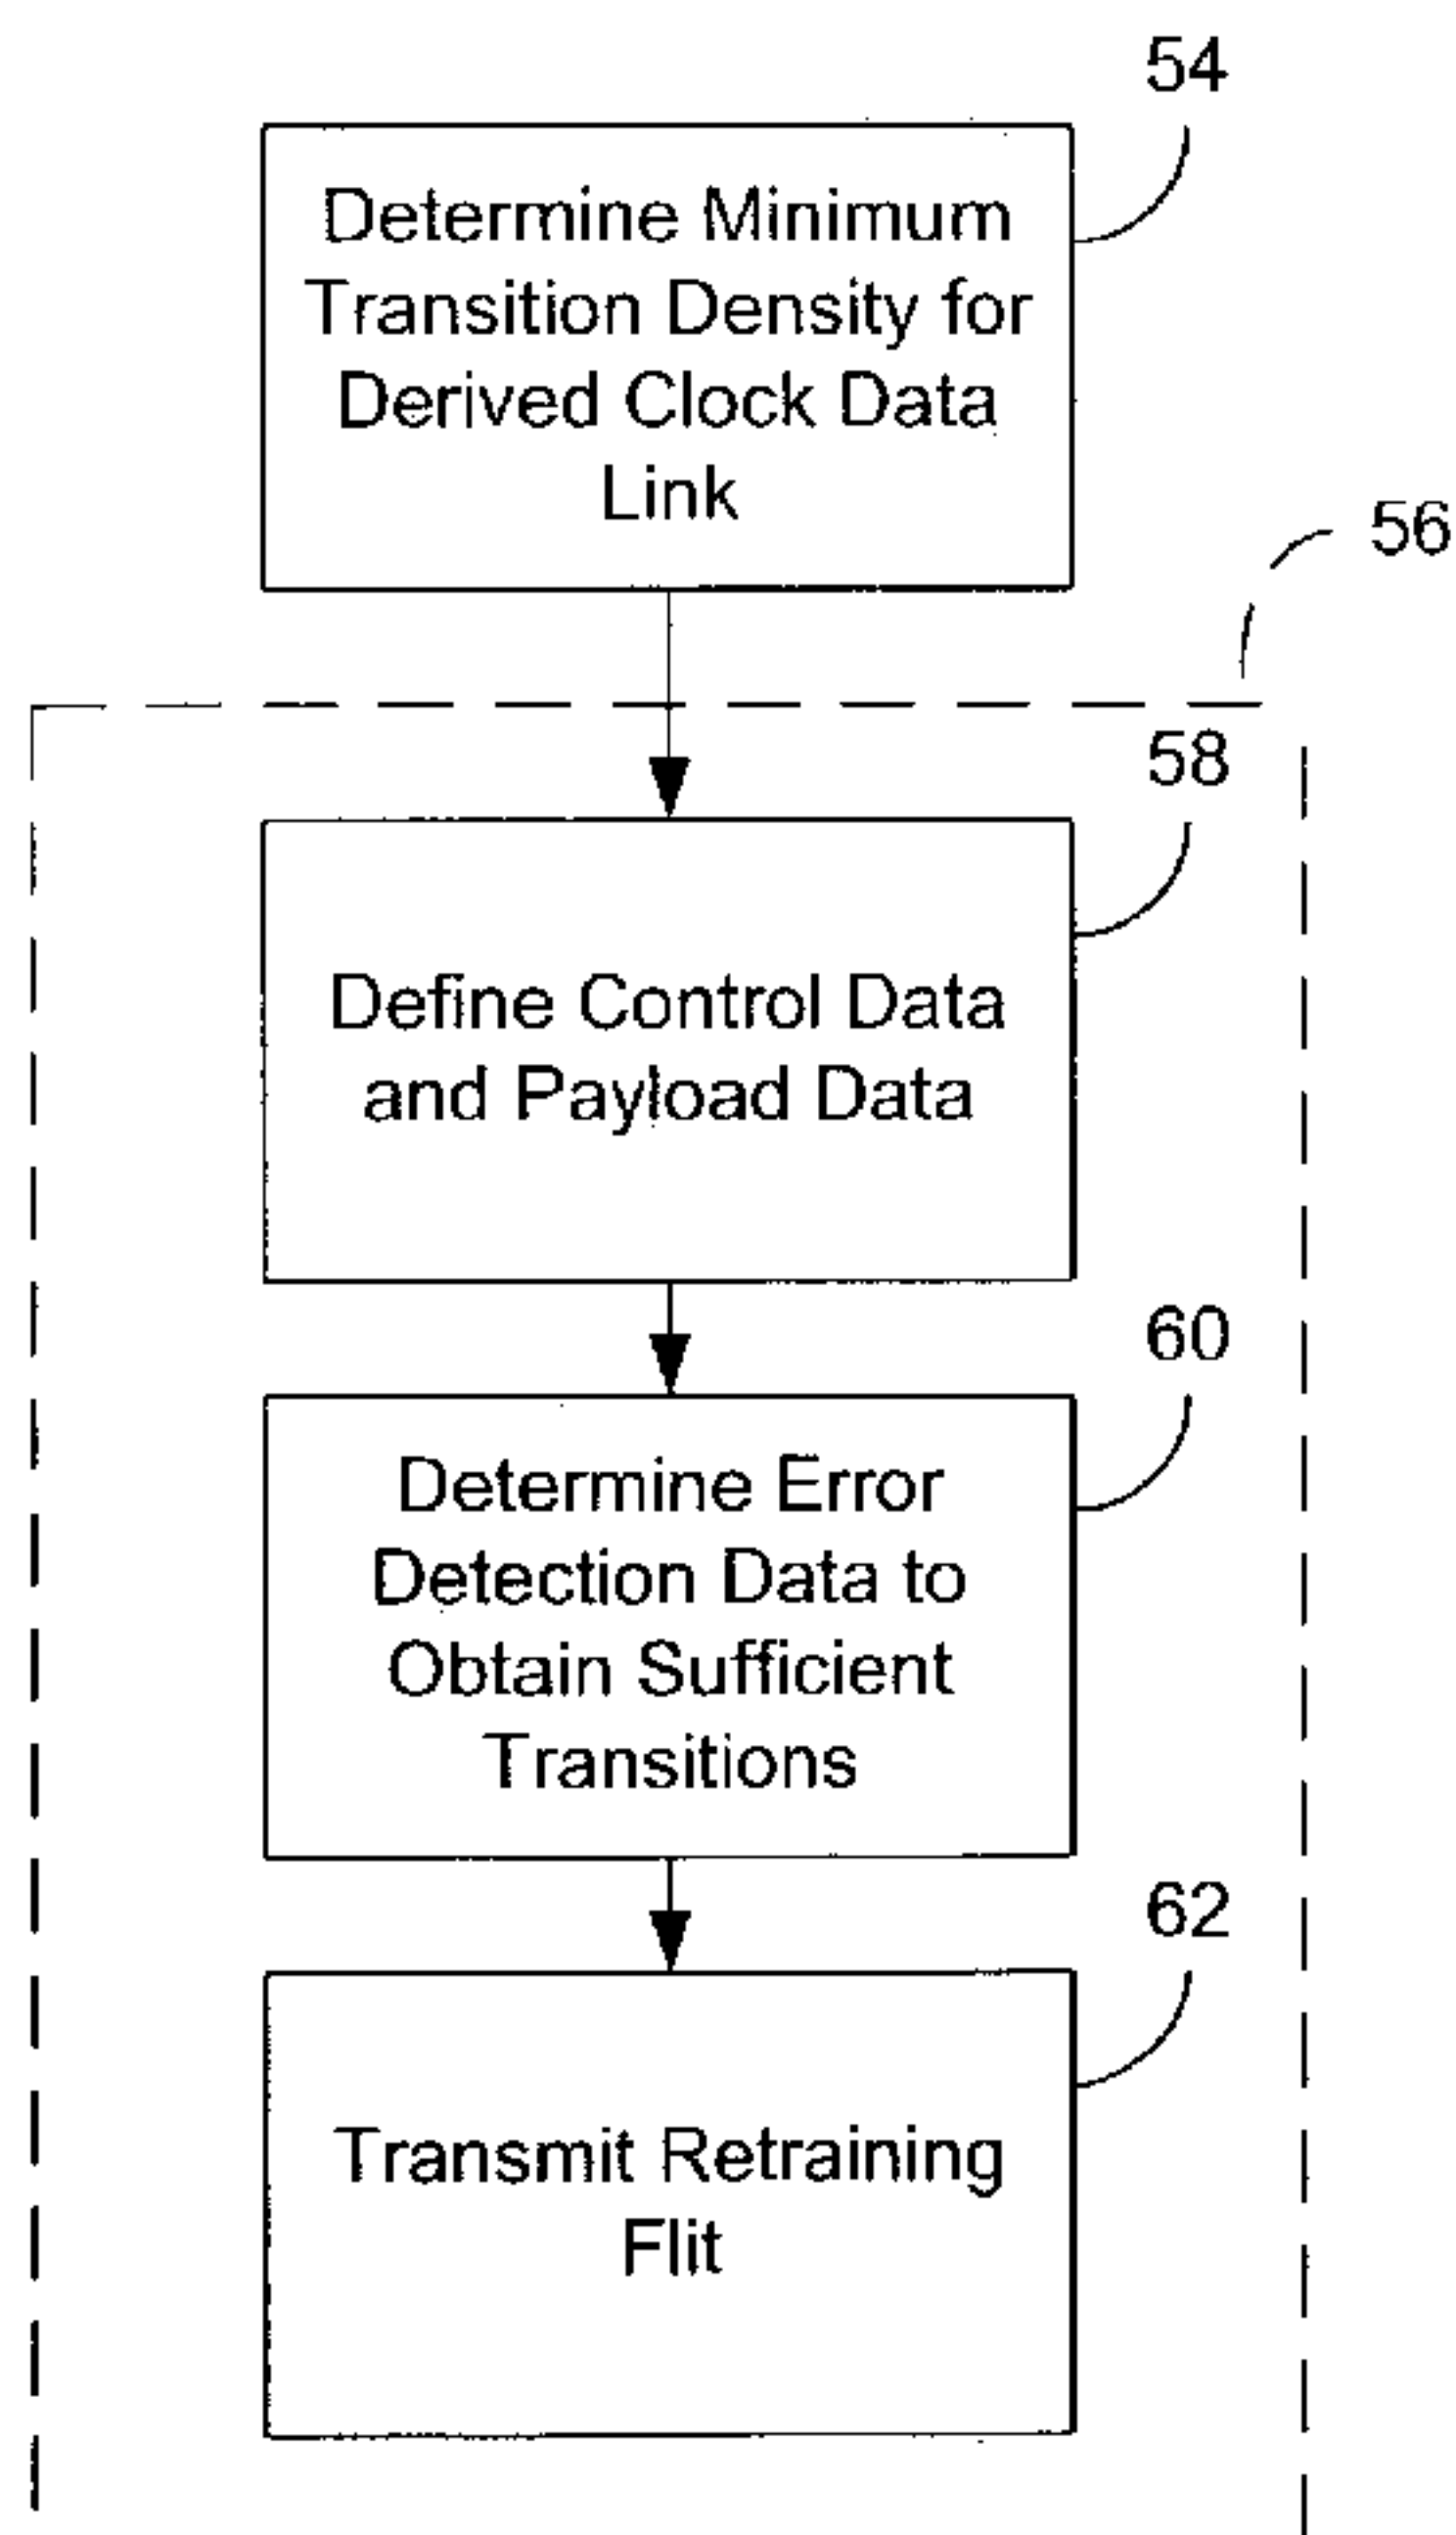 54
Determine Minimum
Transition Density for
Derived Clock Data
Link
56
58
Define Control Data
and Payload Data
60
Determine Error
Detection Data to
Obtain Sufficient
Transitions
62
Transmit Retraining
Flit